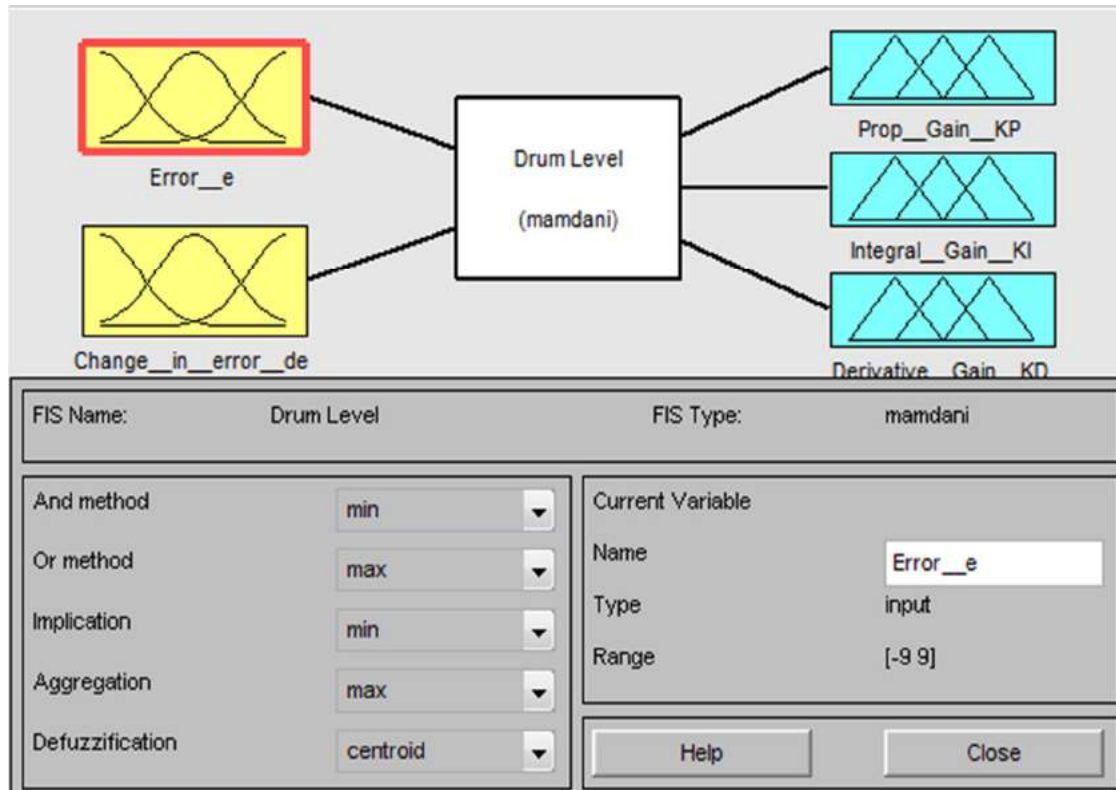 Error__e
Change__in__error__de
Drum Level
(mamdani)
Prop__Gain__KP
Integral__Gain__KI
Derivative__Gain__KD
FIS Name: Drum Level FIS Type: mamdani
And method min
Or method max
Implication min
Aggregation max
Defuzzification centroid
Current Variable
Name Error__e
Type input
Range [-9 9]
Help Close